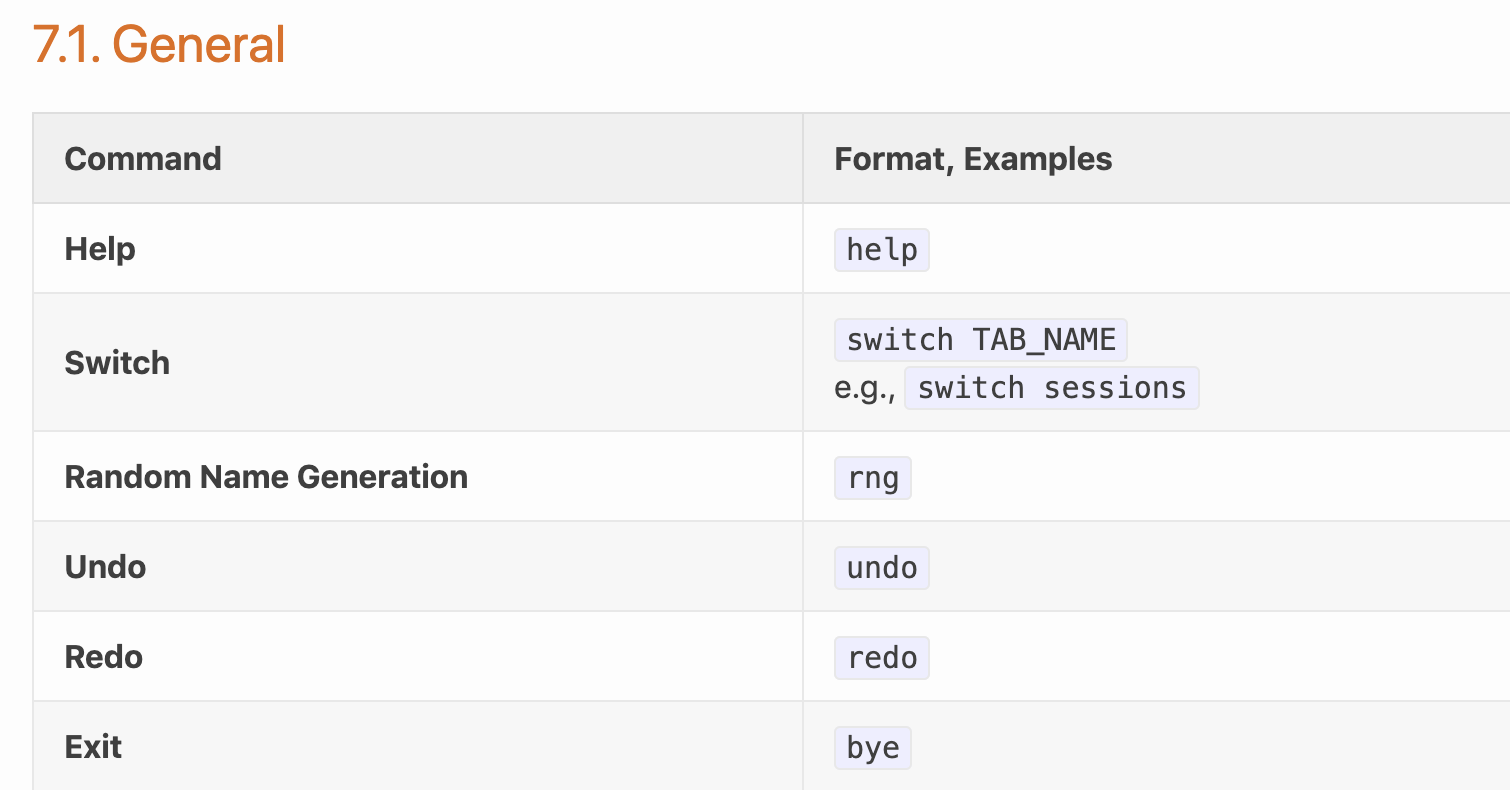 7.1. General
Command Format, Examples
Help help
Switch switch TAB_NAME
e.g., switch sessions
Random Name Generation rng
Undo undo
Redo redo
Exit bye